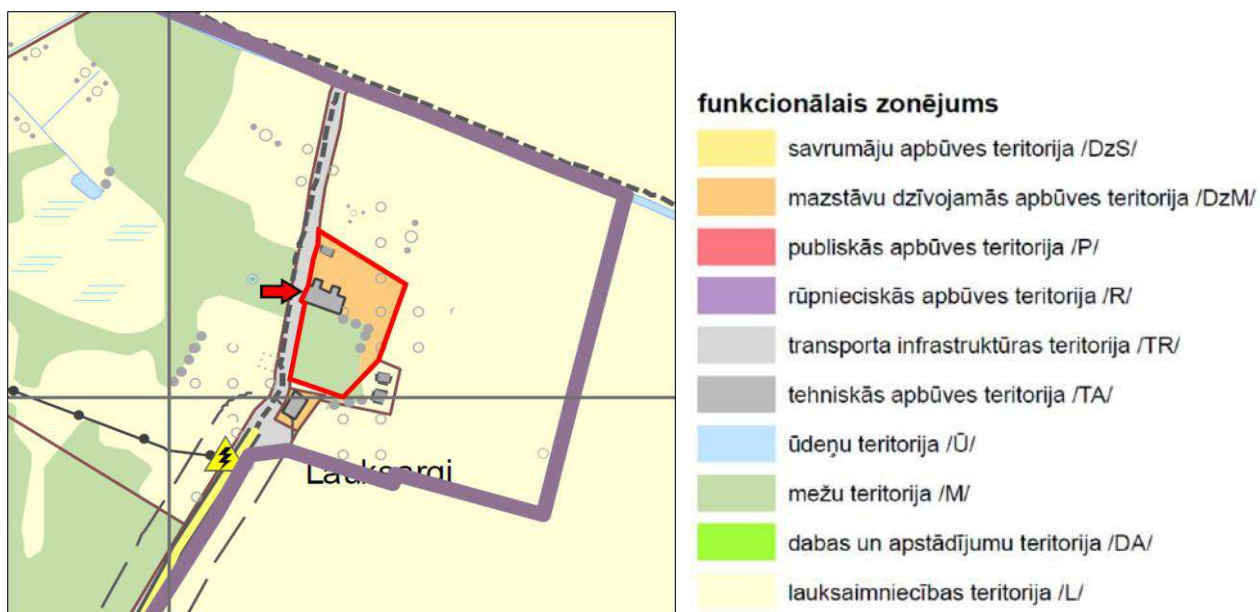 Lauksargi
funkcionālais zonējums
savrumāju apbūves teritorija /DzS/
mazstāvu dzīvojamās apbūves teritorija /DzM/
publiskās apbūves teritorija /P/
rūpnieciskās apbūves teritorija /R/
transporta infrastruktūras teritorija /TR/
tehniskās apbūves teritorija /TA/
ūdeņu teritorija /Ū/
mežu teritorija /M/
dabas un apstādījumu teritorija /DA/
lauksaimniecības teritorija /L/